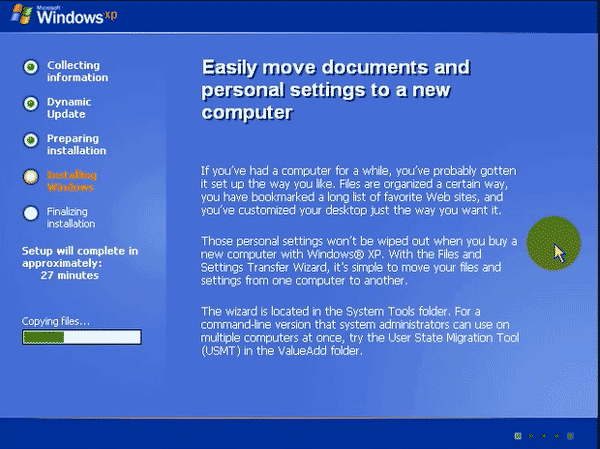 Microsoft
Windows xp
Collecting
information
Dynamic
Update
Preparing
installation
Installing
Windows
Finalizing
installation
Setup will complete in
approximately:
27 minutes
Copying files...
Easily move documents and
personal settings to a new
computer
If you've had a computer for a while, you've probably gotten
it set up the way you like. Files are organized a certain way,
you have bookmarked a long list of favorite Web sites, and
you've customized your desktop just the way you want it.
Those personal settings won't be wiped out when you buy a
new computer with Windows® XP. With the Files and
Settings Transfer Wizard, it's simple to move your files and
settings from one computer to another.
The wizard is located in the System Tools folder. For a
command-line version that system administrators can use on
multiple computers at once, try the User State Migration Tool
(USMT) in the ValueAdd folder.